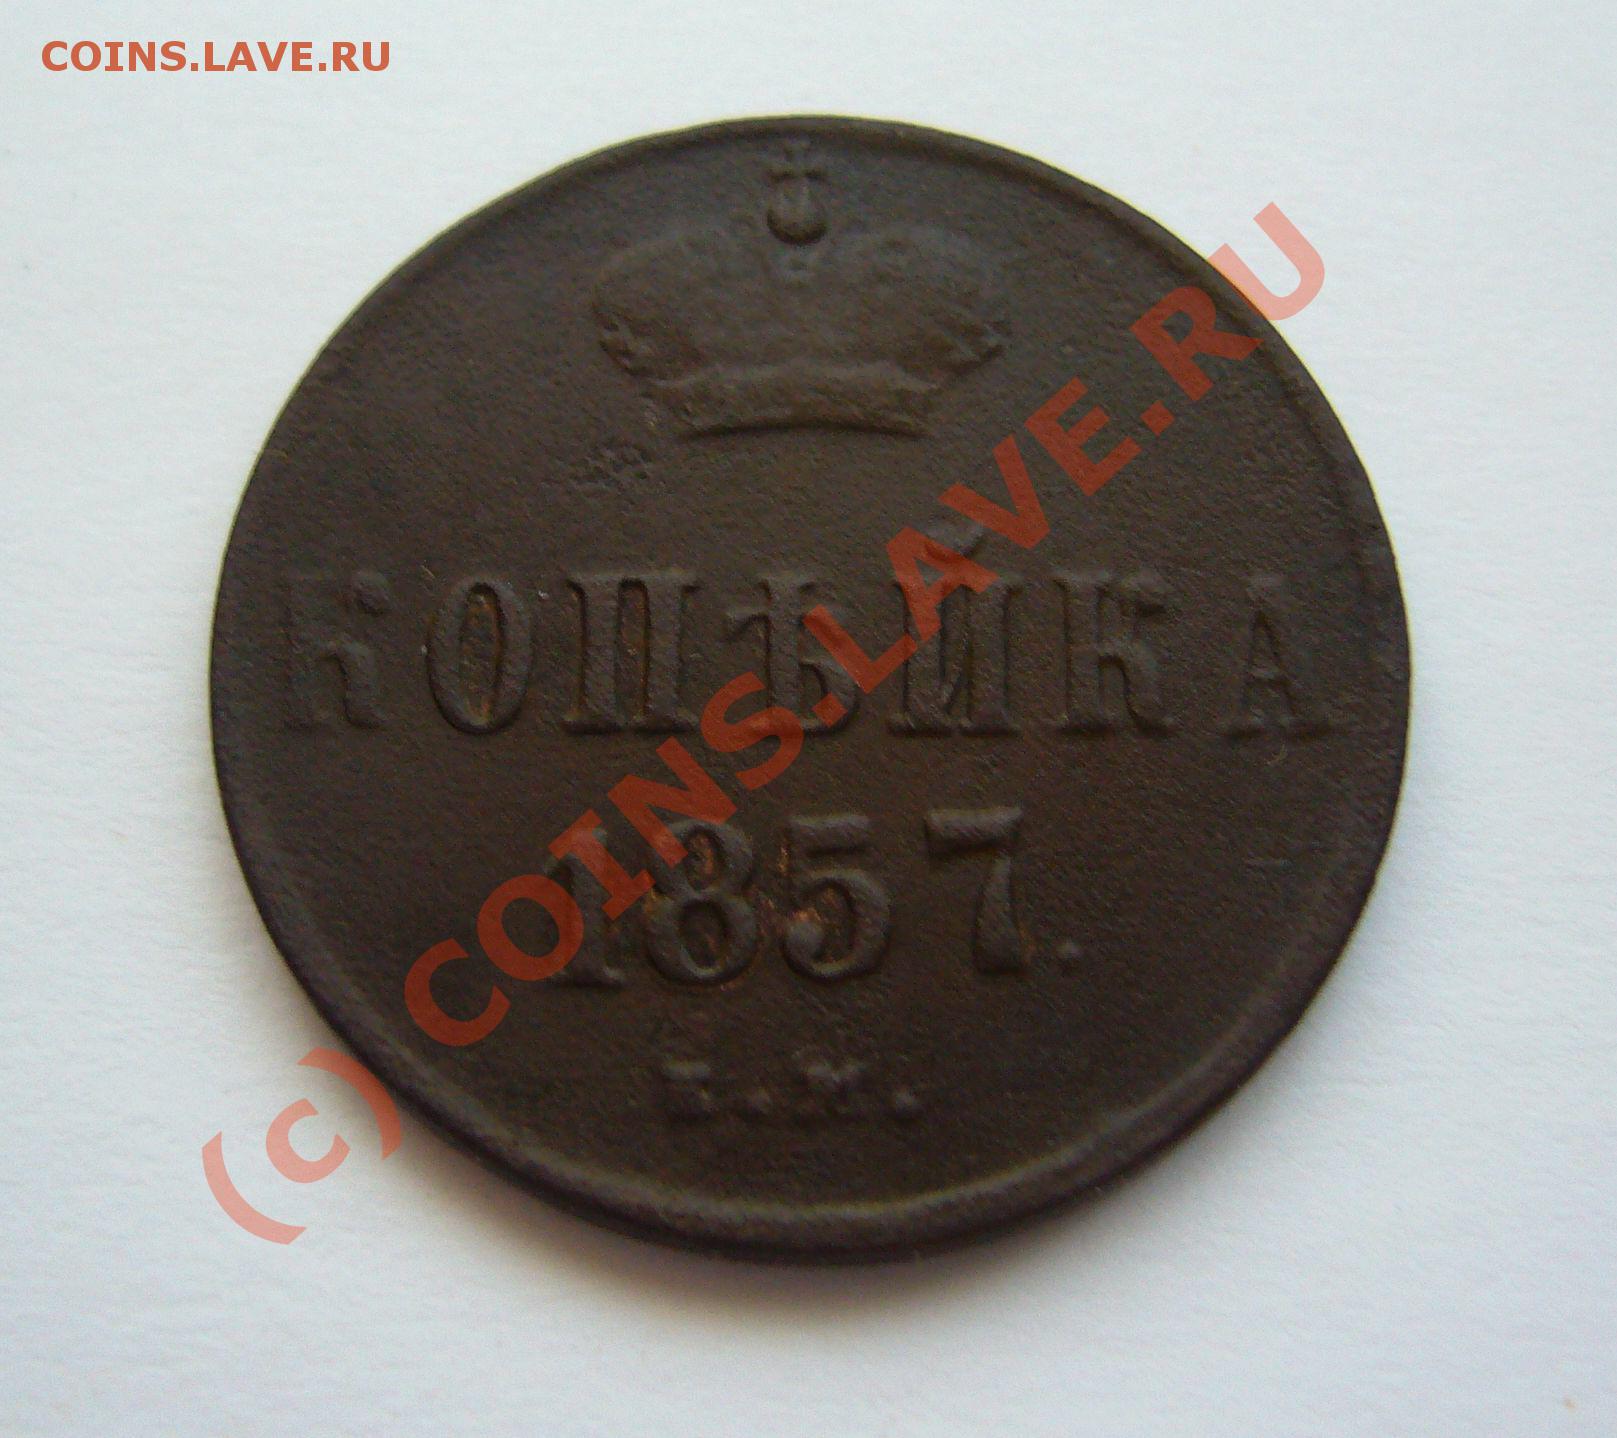 COINS.LAVE.RU
КОПѢЙКА
1857.
Е.М.
(c) COINS.LAVE.RU